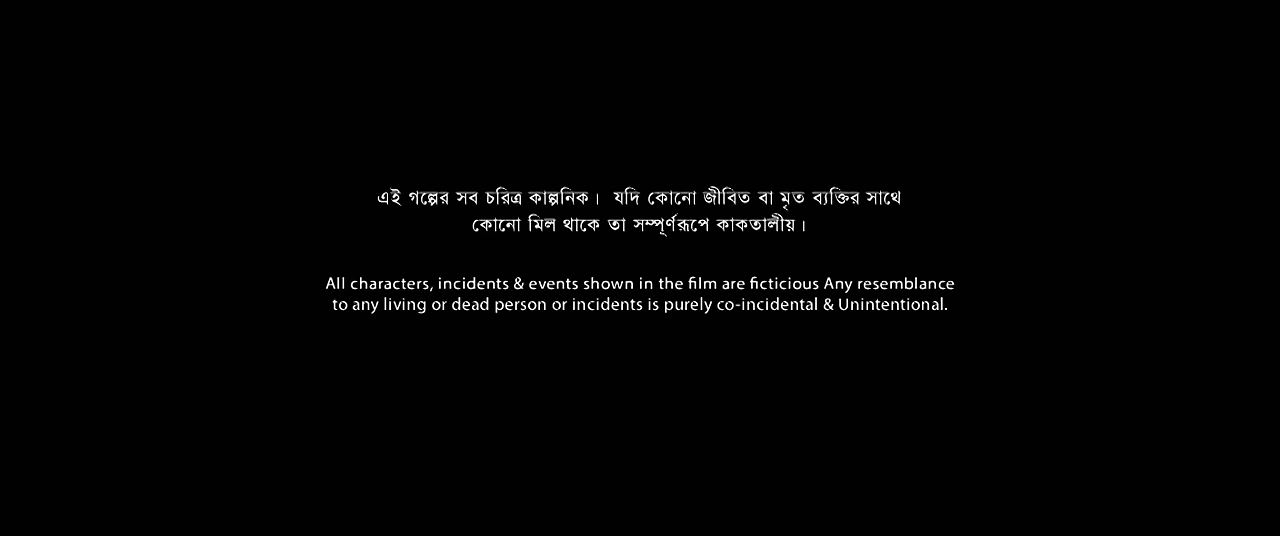 এই গল্পের সব চরিত্র কাল্পনিক। যদি কোনো জীবিত বা মৃত ব্যক্তির সাথে
কোনো মিল থাকে তা সম্পূর্ণরূপে কাকতালীয়।
All characters, incidents & events shown in the film are ficticious Any resemblance
to any living or dead person or incidents is purely co-incidental & Unintentional.